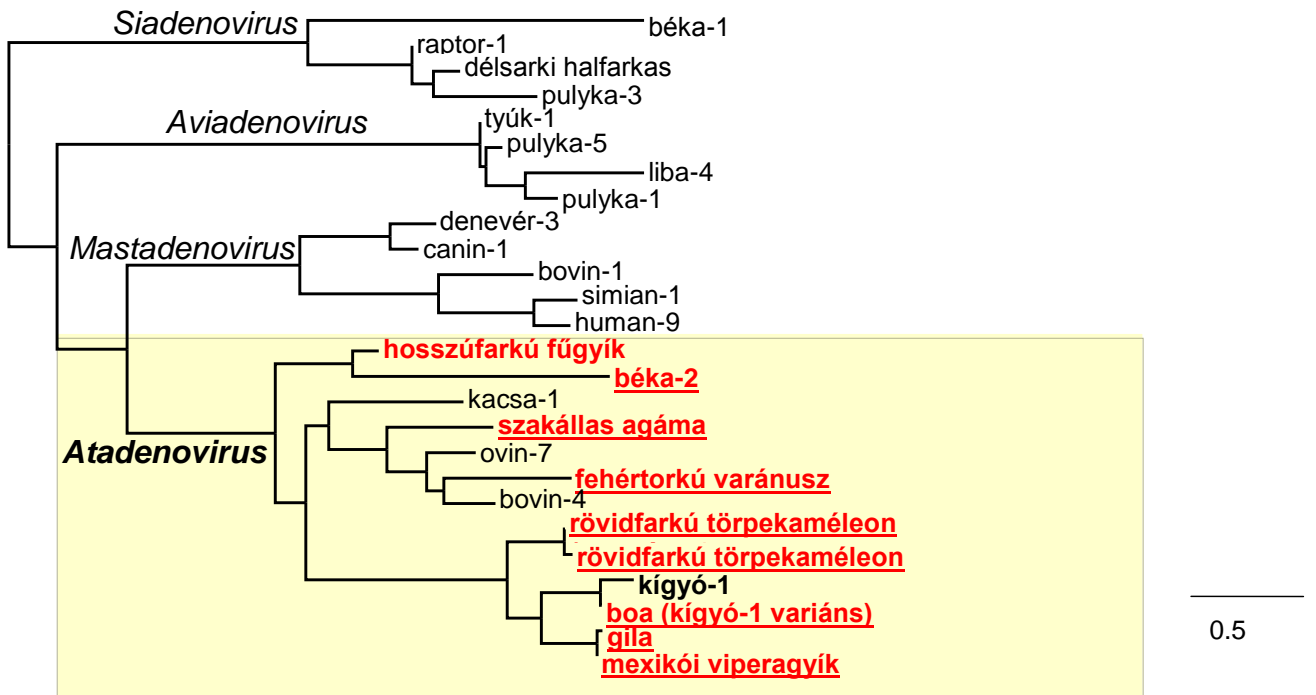 Siadenovirus
béka-1
raptor-1
délsarki halfarkas
pulyka-3
Aviadenovirus
tyúk-1
pulyka-5
liba-4
pulyka-1
denevér-3
Mastadenovirus
canin-1
bovin-1
simian-1
human-9
hosszúfarkú fűgyík
béka-2
kacsa-1
szakállas agáma
Atadenovirus
ovin-7
fehértorkú varánusz
bovin-4
rövidfarkú törpekaméleon
rövidfarkú törpekaméleon
kígyó-1
boa (kígyó-1 variáns)
gila
mexikói viperagyík
0.5